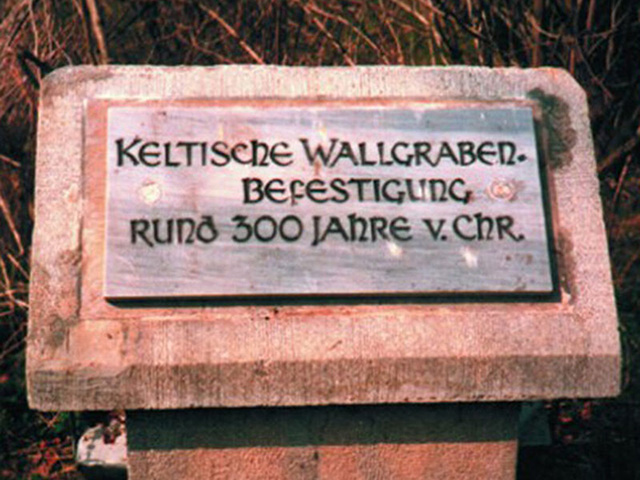 Keltische Wallgraben-
Befestigung
rund 300 Jahre v. Chr.